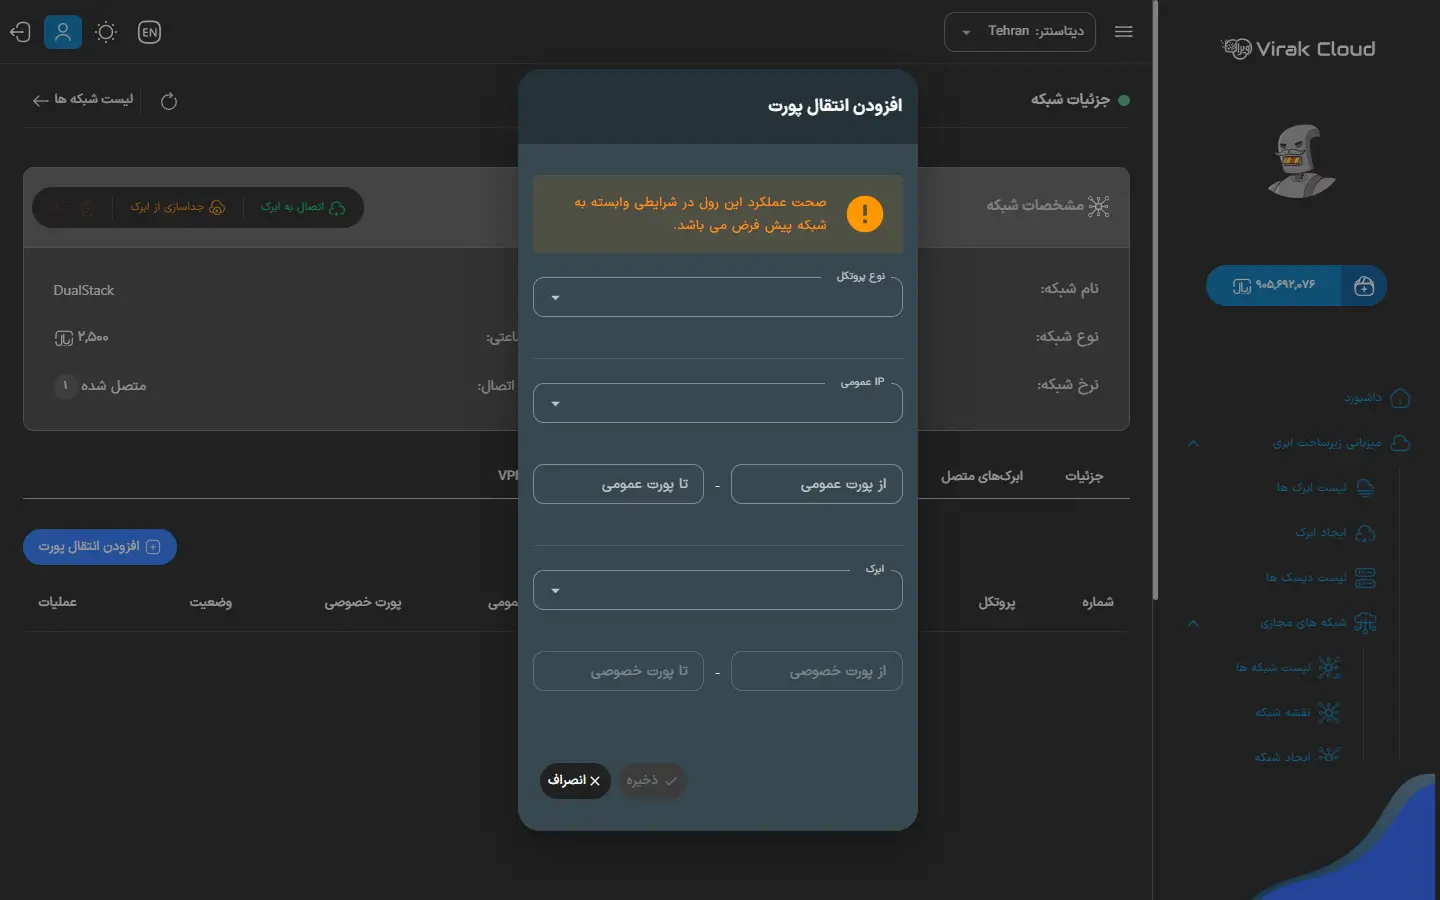 Virak Cloud
۹۰۵,۶۹۲,۰۷۶
داشبورد
میزبانی زیرساخت ابری
لیست ابرک ها
ایجاد ابرک
لیست دیسک ها
شبکه های مجازی
لیست شبکه ها
نقشه شبکه
ایجاد شبکه
دیتاسنتر: Tehran
EN
جزئیات شبکه
لیست شبکه ها
مشخصات شبکه
اتصال به ابرک
جداسازی از ابرک
نام شبکه:
DualStack
نوع شبکه:
۲,۵۰۰
نرخ شبکه:
اتصال:
متصل شده ۱
جزئیات
ابرک‌های متصل
افزودن انتقال پورت
شماره
پروتکل
پورت خصوصی
وضعیت
عملیات
افزودن انتقال پورت
صحت عملکرد این رول در شرایطی وابسته به
شبکه پیش فرض می باشد.
نوع پروتکل
IP عمومی
از پورت عمومی - تا پورت عمومی
ابرک
از پورت خصوصی - تا پورت خصوصی
ذخیره
انصراف